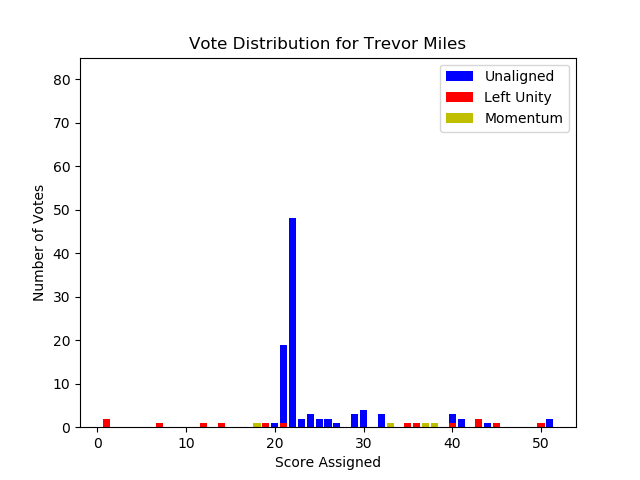 Vote Distribution for Trevor Miles
Unaligned
Left Unity
Momentum
Number of Votes
80
70
60
50
40
30
20
10
0
0 10 20 30 40 50
Score Assigned